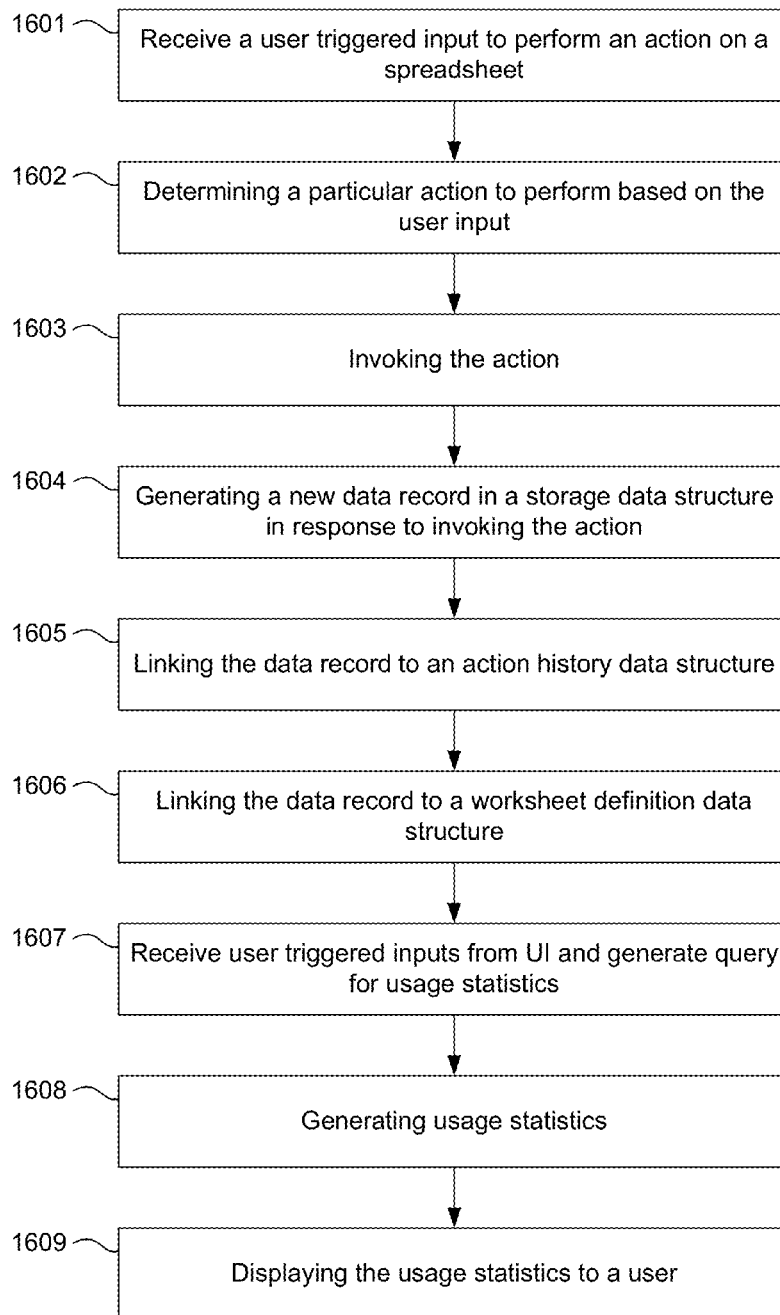 1601
Receive a user triggered input to perform an action on a
spreadsheet
1602
Determining a particular action to perform based on the
user input
1603
Invoking the action
1604
Generating a new data record in a storage data structure
in response to invoking the action
1605
Linking the data record to an action history data structure
1606
Linking the data record to a worksheet definition data
structure
1607
Receive user triggered inputs from UI and generate query
for usage statistics
1608
Generating usage statistics
1609
Displaying the usage statistics to a user